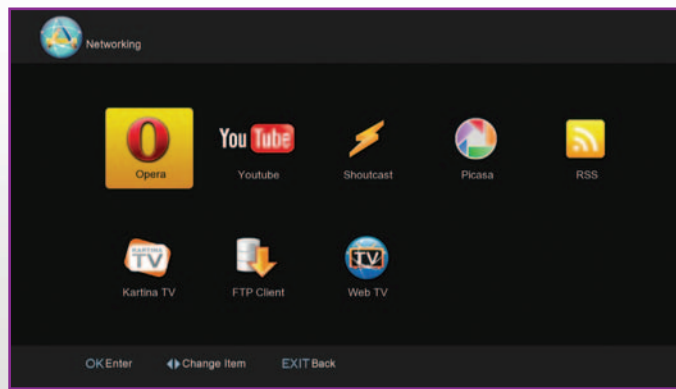 Networking
You Tube
Opera Youtube Shoutcast Picasa RSS
KARTINA
TV TV
Kartina TV FTP Client Web TV
OK Enter Change Item EXIT Back